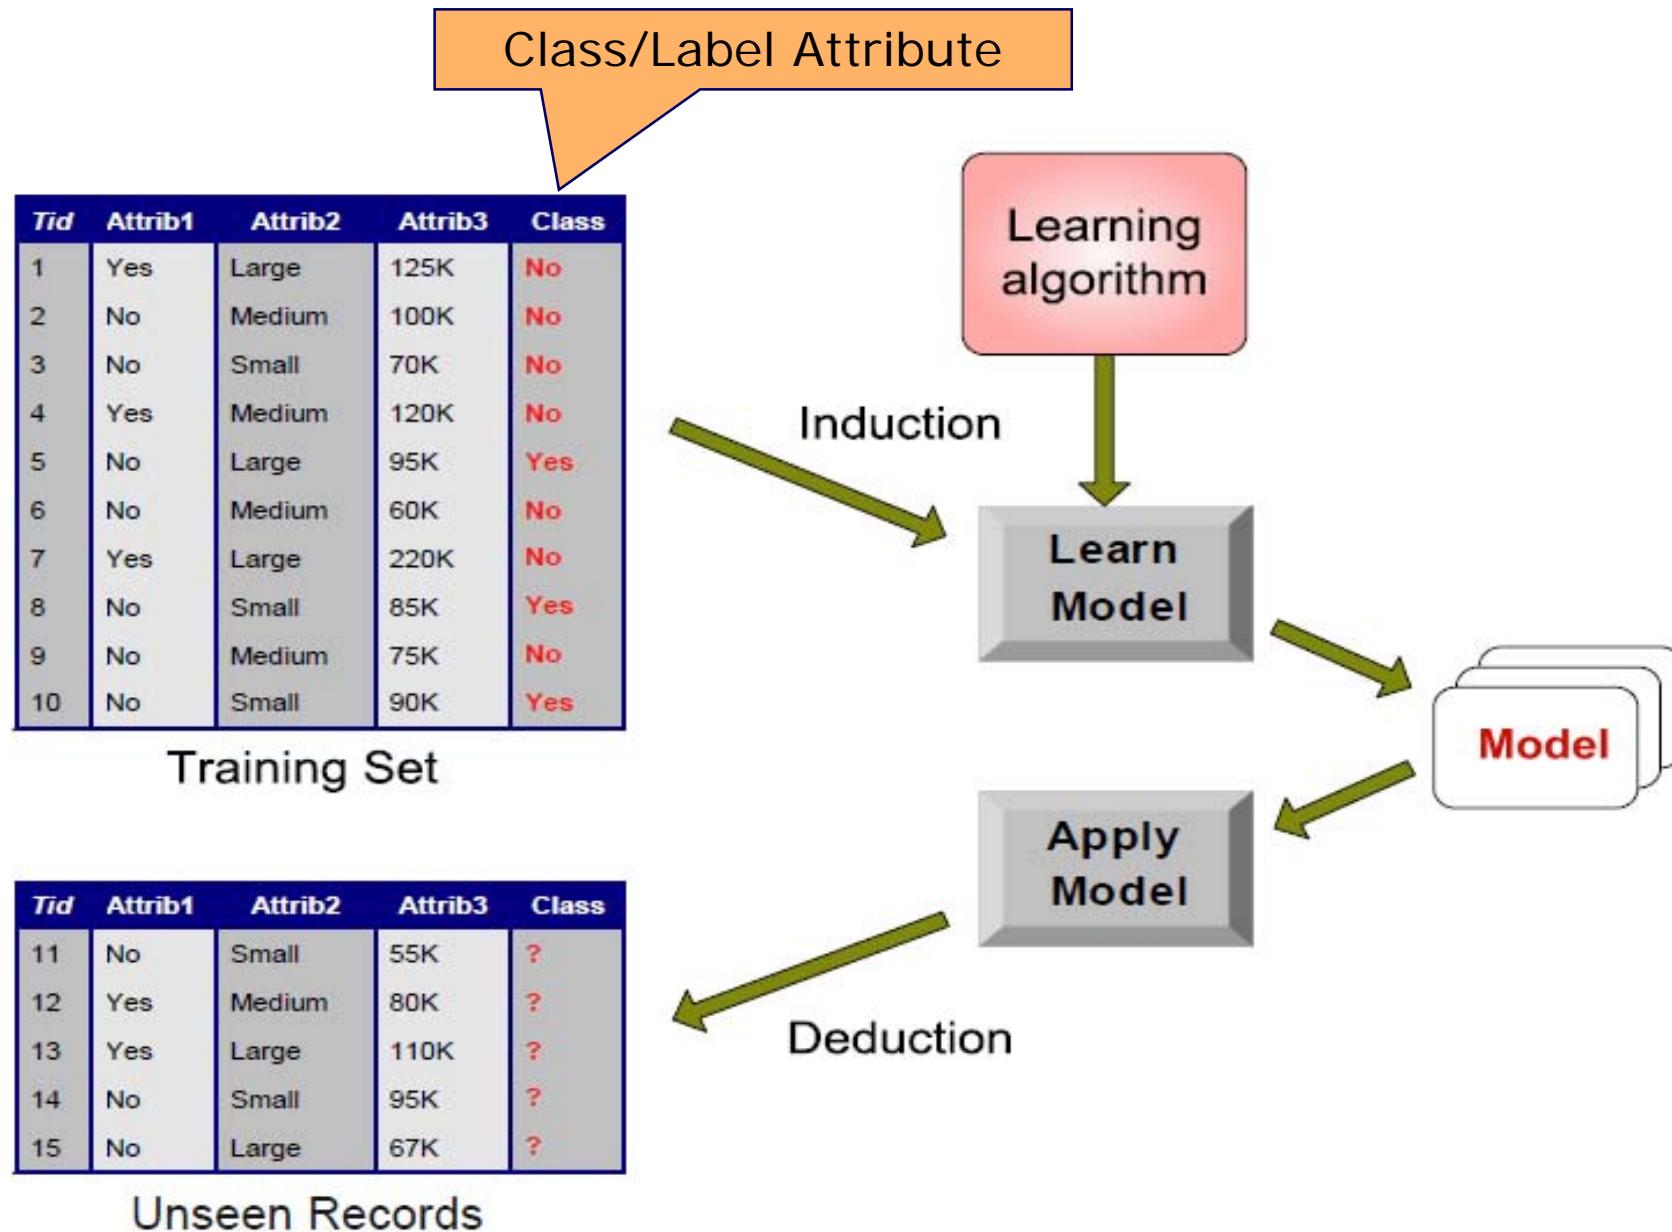 Class/Label Attribute
Tid Attrib1 Attrib2 Attrib3 Class
1 Yes Large 125K No
2 No Medium 100K No
3 No Small 70K No
4 Yes Medium 120K No
5 No Large 95K Yes
6 No Medium 60K No
7 Yes Large 220K No
8 No Small 85K Yes
9 No Medium 75K No
10 No Small 90K Yes
Training Set
Learning
algorithm
Induction
Learn
Model
Model
Apply
Model
Deduction
Tid Attrib1 Attrib2 Attrib3 Class
11 No Small 55K ?
12 Yes Medium 80K ?
13 Yes Large 110K ?
14 No Small 95K ?
15 No Large 67K ?
Unseen Records